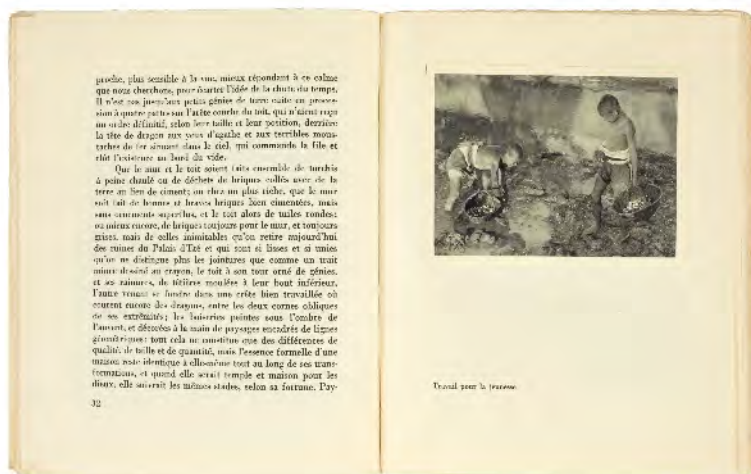 proche, plus sensible à la vue, mieux répondant à ce calme
que nous cherchons, pour écarter l'idée de la chute du temps.
Il n'est pas jusqu'aux petits génies de terre cuite en proces-
sion à quatre pattes sur l'arête courbe du toit, qui n'aient reçu
un ordre définitif, selon leur taille et leur position, derrière
la tête de dragon aux yeux d'agathe et aux terribles mous-
taches de fer sinuant dans le ciel, qui commande la file et
clôt l'existence au bord du vide.
Que le mur et le toit soient faits ensemble de torchis
à peine chaulé ou de déchets de briques collés avec de la
terre au lieu de ciment; ou chez un plus riche, que le mur
soit fait de bonnes et braves briques bien cimentées, mais
sans ornements superflus, et le toit alors de tuiles rondes;
ou mieux encore, de briques toujours pour le mur, et toujours
grises, mais de celles inimitables qu'on retire aujourd'hui
des ruines du Palais d'Été et qui sont si lisses et si unies
qu'on ne distingue plus les jointures que comme un trait
mince dessiné au crayon, le toit à son tour orné de génies,
et ses rainures, de têtières moulées à leur bout inférieur,
l'autre venant se fondre dans une crête bien travaillée où
courent encore des dragons, entre les deux cornes obliques
de ses extrémités; les boiseries peintes sous l'ombre de
l'auvent, et décorées à la main de paysages encadrés de lignes
géométriques: tout cela ne constitue que des différences de
qualité, de taille et de quantité, mais l'essence formelle d'une
maison reste identique à elle-même tout au long de ses trans-
formations, et quand elle serait temple et maison pour les
dieux, elle suivrait les mêmes stades, selon sa fortune. Pay-
32
Travail pour la jeunesse.